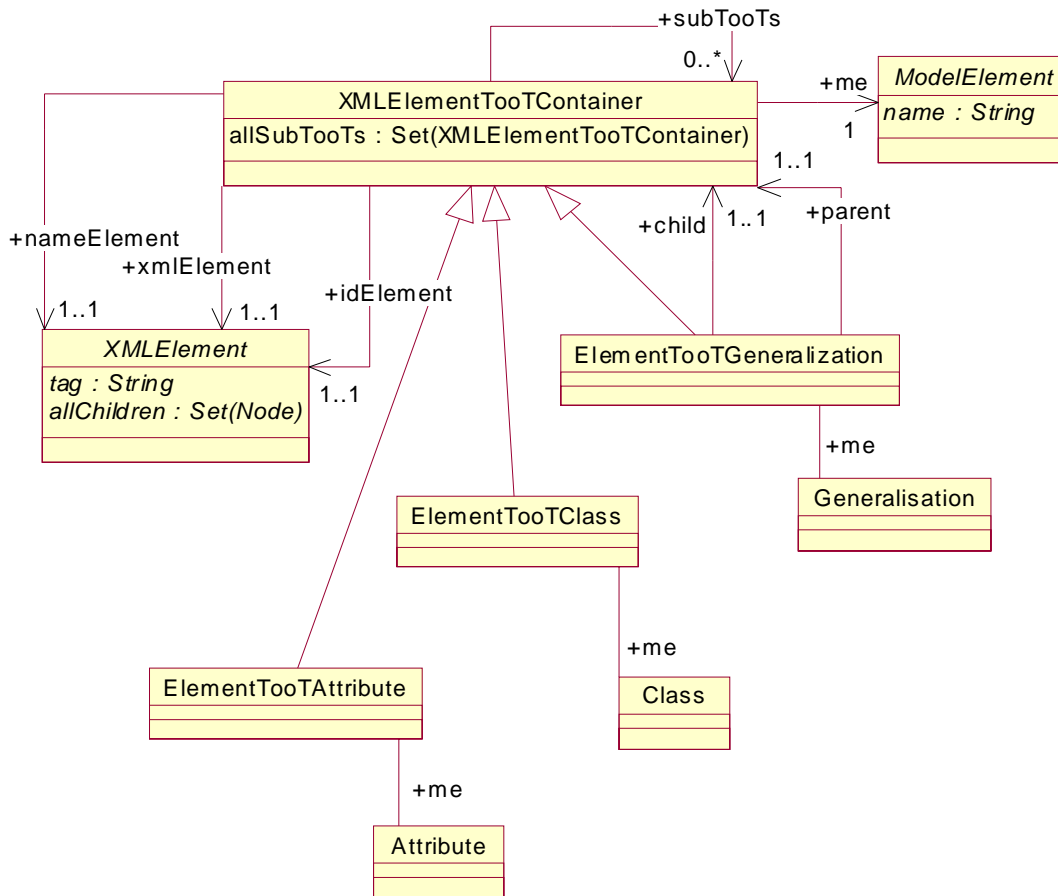 +subTooTs
0..*
XMLElementTooTContainer
allSubTooTs : Set(XMLElementTooTContainer)
+me
1
ModelElement
name : String
1..1
+nameElement
+xmlElement
+idElement
+child
1..1
+parent
1..1
1..1
1..1
XMLElement
tag : String
allChildren : Set(Node)
ElementTooTGeneralization
+me
Generalisation
ElementTooTClass
+me
Class
ElementTooTAttribute
+me
Attribute